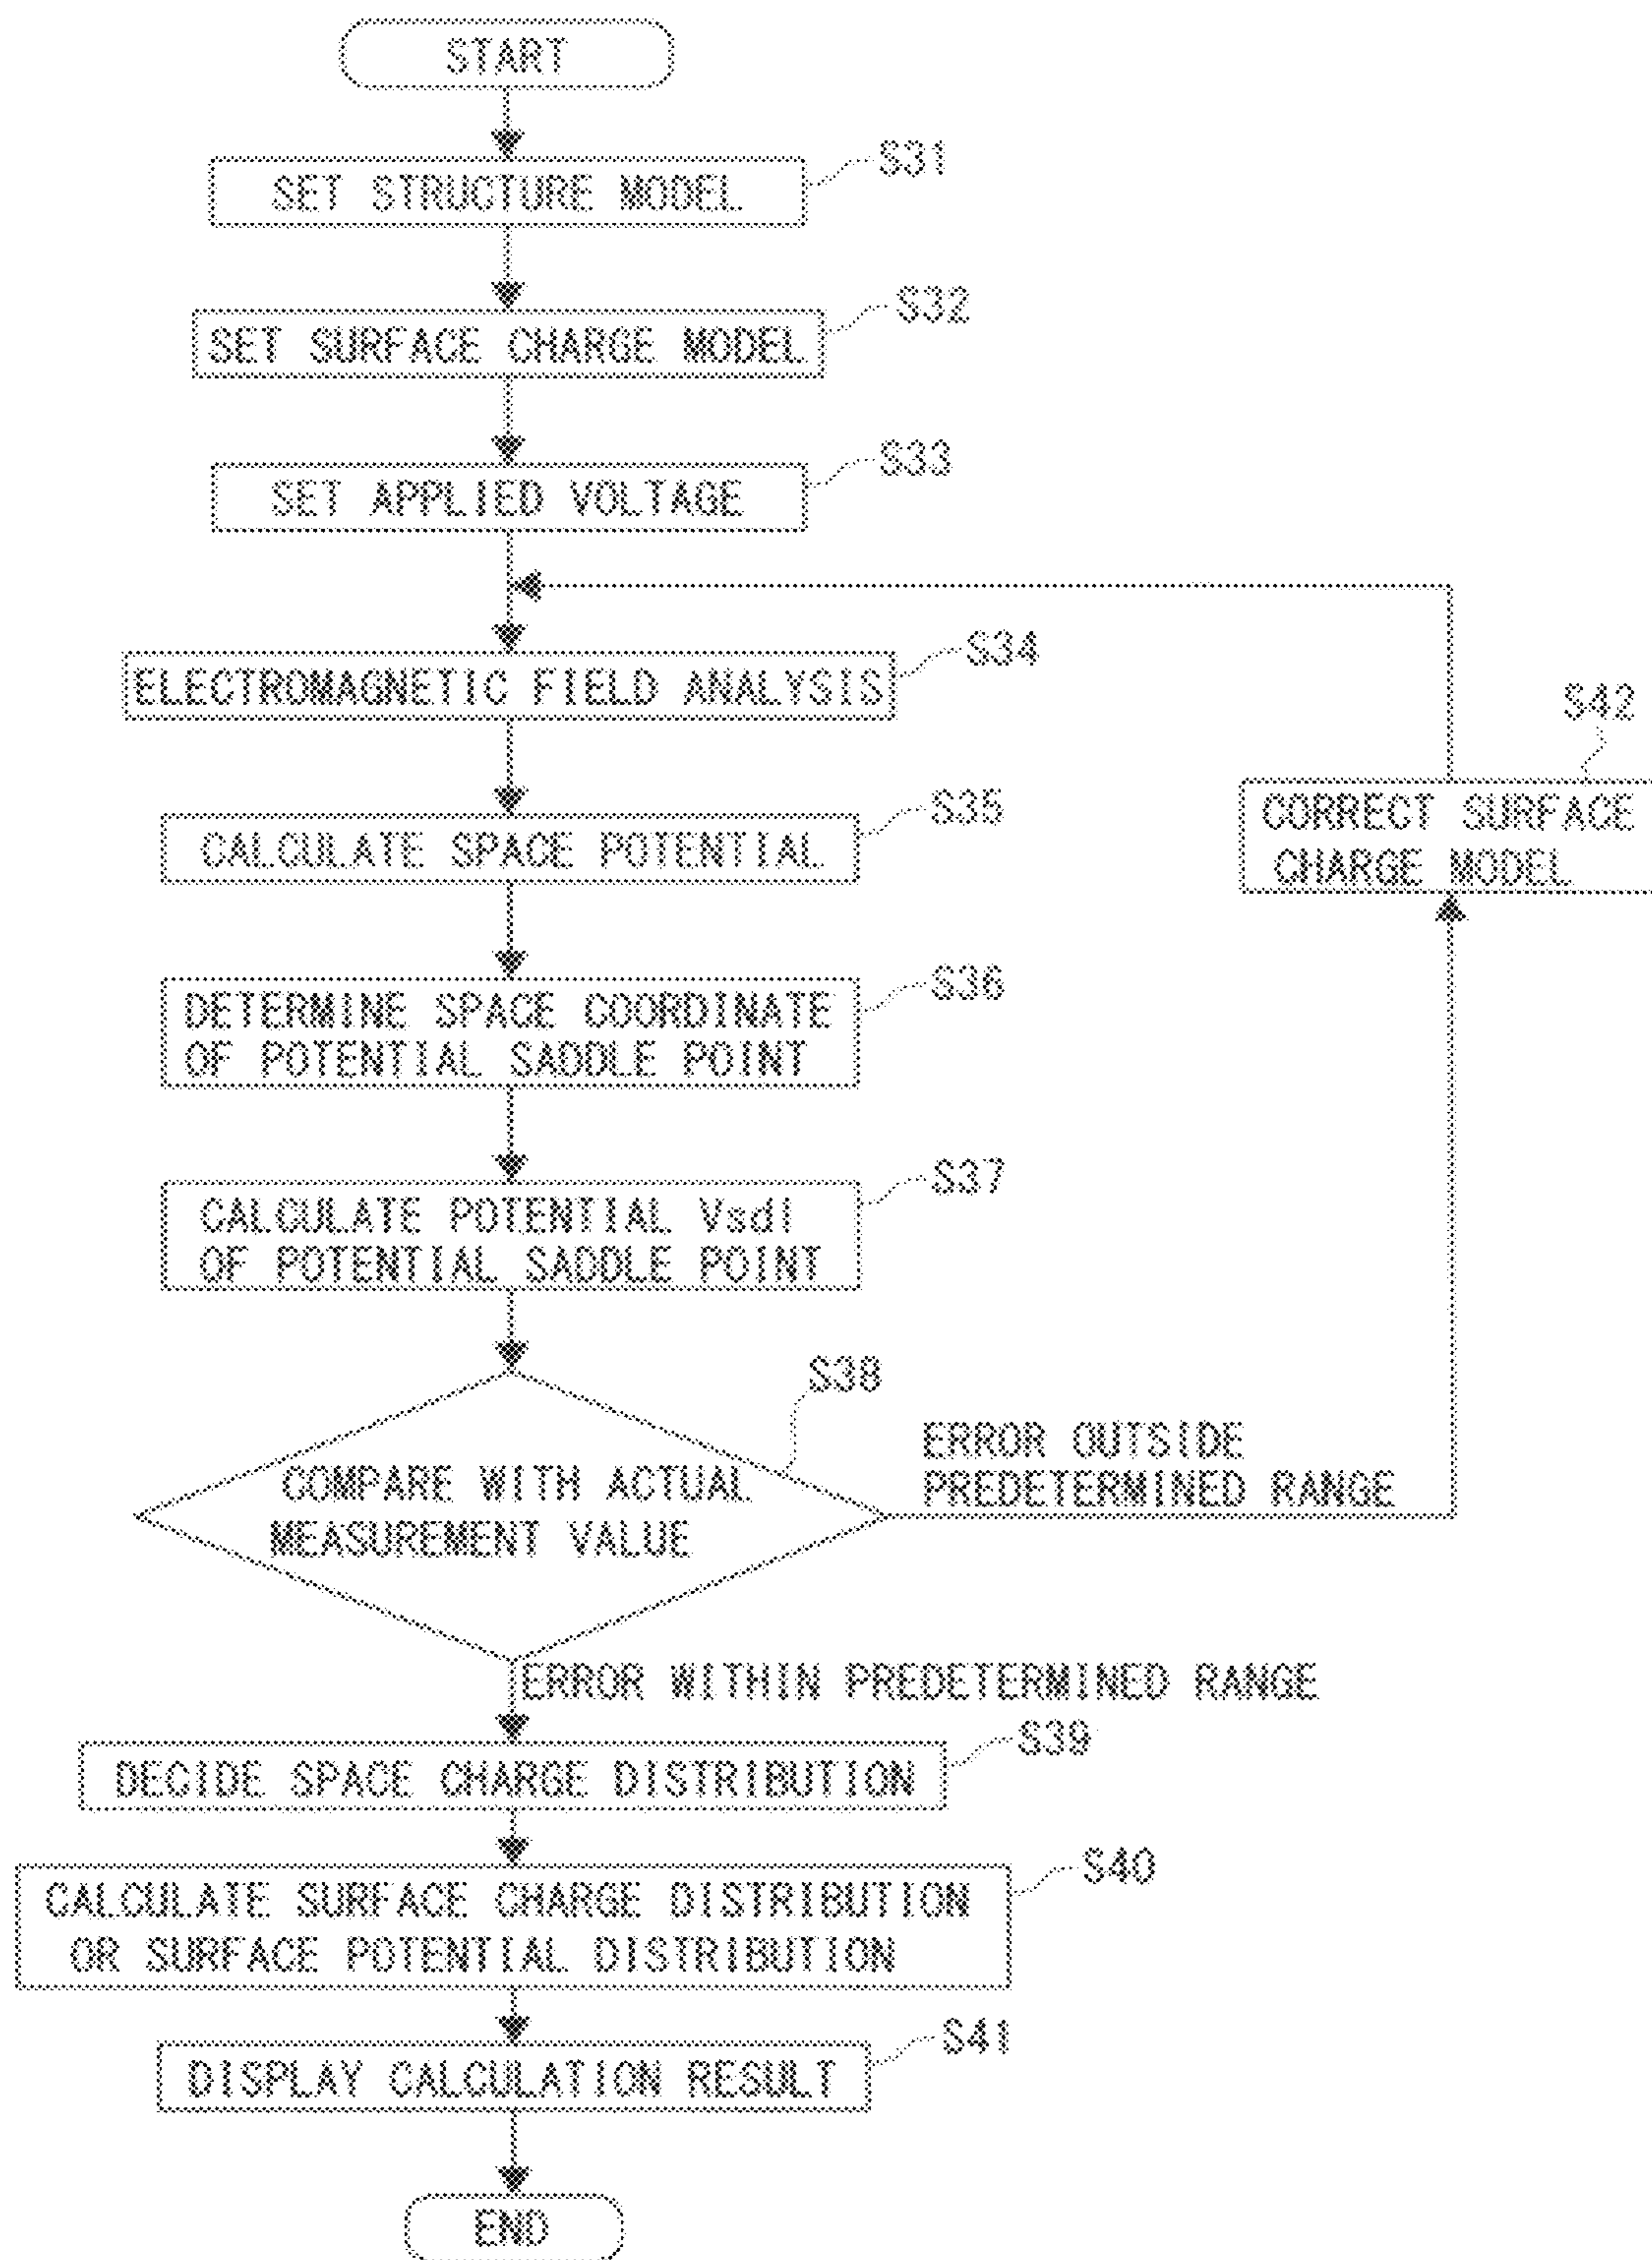 START
S31
SET STRUCTURE MODEL
S32
SET SURFACE CHARGE MODEL
S33
SET APPLIED VOLTAGE
S34
ELECTROMAGNETIC FIELD ANALYSIS
S42
CORRECT SURFACE
CHARGE MODEL
S35
CALCULATE SPACE POTENTIAL
S36
DETERMINE SPACE COORDINATE
OF POTENTIAL SADDLE POINT
S37
CALCULATE POTENTIAL Vsdl
OF POTENTIAL SADDLE POINT
S38
COMPARE WITH ACTUAL
MEASUREMENT VALUE
ERROR OUTSIDE
PREDETERMINED RANGE
ERROR WITHIN PREDETERMINED RANGE
S39
DECIDE SPACE CHARGE DISTRIBUTION
S40
CALCULATE SURFACE CHARGE DISTRIBUTION
OR SURFACE POTENTIAL DISTRIBUTION
S41
DISPLAY CALCULATION RESULT
END